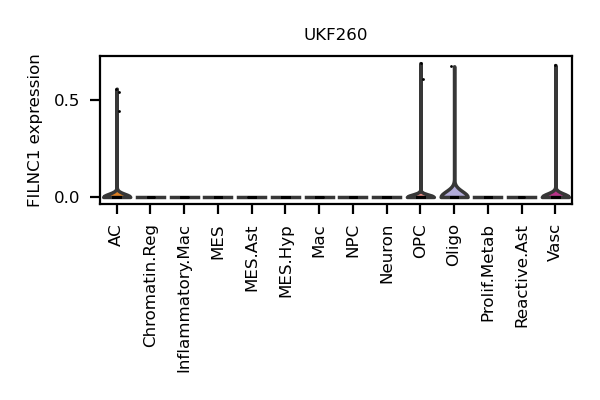 UKF260
FILNC1 expression
0.5
0.0
AC
Chromatin.Reg
Inflammatory.Mac
MES
MES.Ast
MES.Hyp
Mac
NPC
Neuron
OPC
Oligo
Prolif.Metab
Reactive.Ast
Vasc